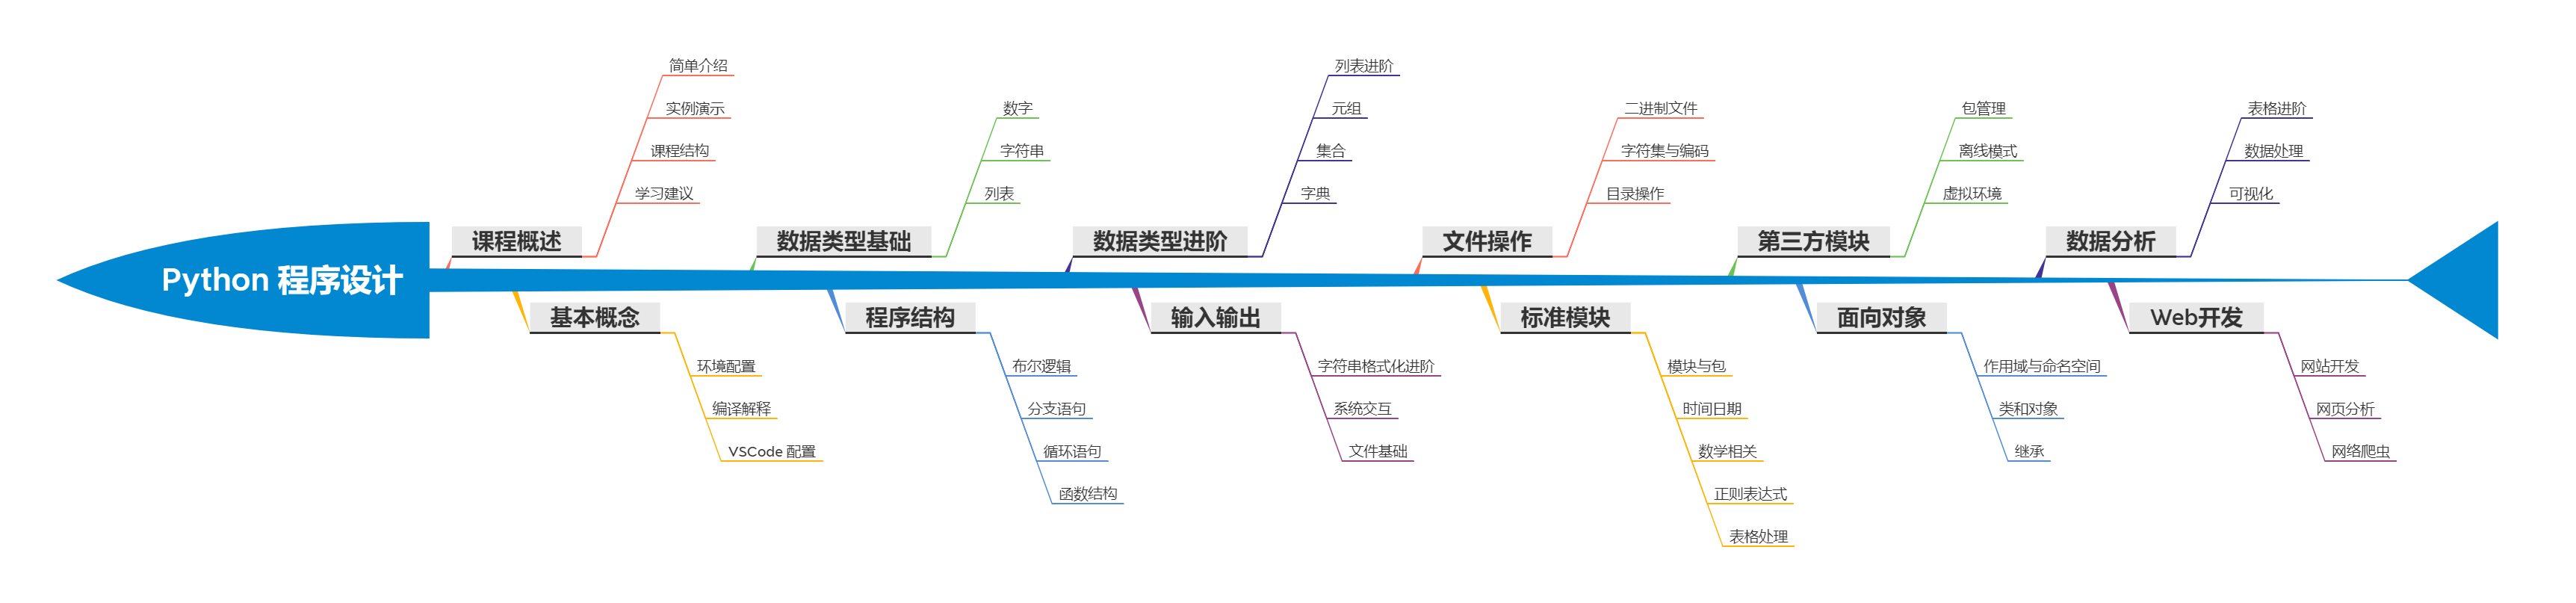 Python 程序设计
课程概述
简单介绍
实例演示
课程结构
学习建议
基本概念
环境配置
编译解释
VSCode 配置
数据类型基础
数字
字符串
列表
程序结构
布尔逻辑
分支语句
循环语句
函数结构
数据类型进阶
列表进阶
元组
集合
字典
输入输出
字符串格式化进阶
系统交互
文件基础
文件操作
二进制文件
字符集与编码
目录操作
标准模块
模块与包
时间日期
数学相关
正则表达式
表格处理
第三方模块
包管理
离线模式
虚拟环境
面向对象
作用域与命名空间
类和对象
继承
数据分析
表格进阶
数据处理
可视化
Web开发
网站开发
网页分析
网络爬虫